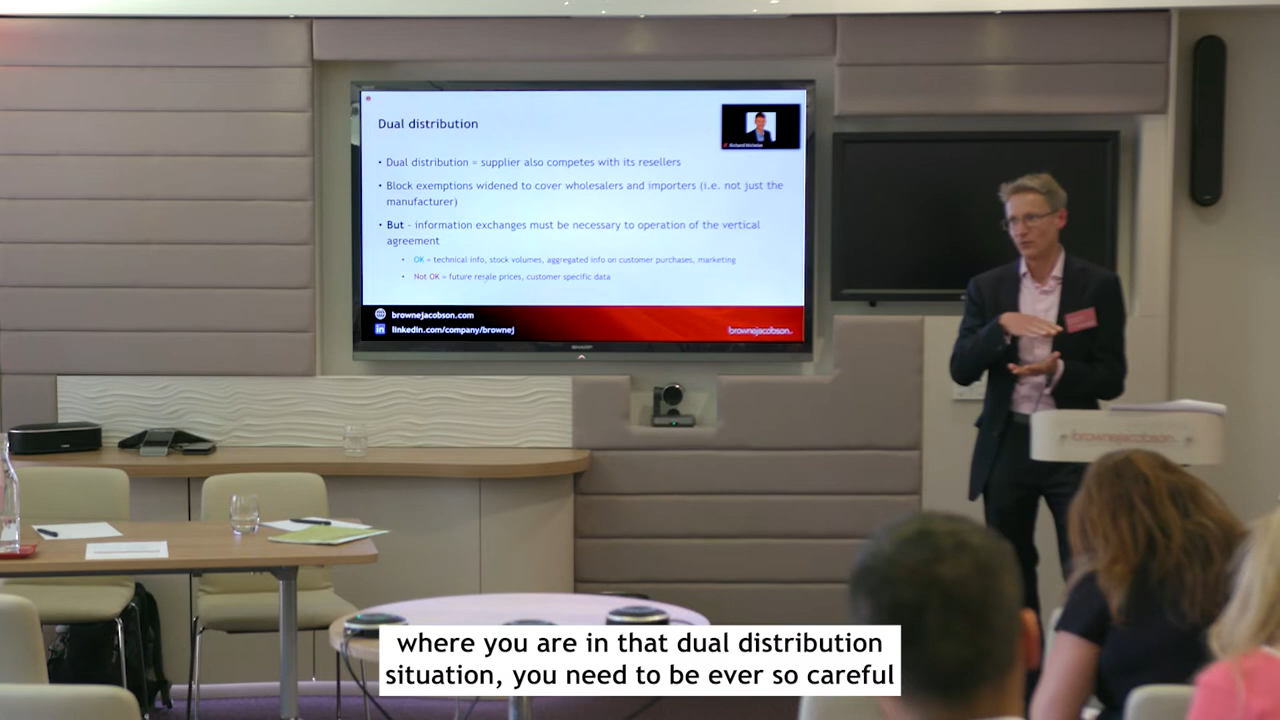 Dual distribution
• Dual distribution = supplier also competes with its resellers
• Block exemptions widened to cover wholesalers and importers (i.e. not just the
manufacturer)
• But - information exchanges must be necessary to operation of the vertical
agreement
• OK = technical info, stock volumes, aggregated info on customer purchases, marketing
• Not OK = future resale prices, customer specific data
brownejacobson.com
in linkedin.com/company/brownej
brownejacobson
SHARP
brownejacobson
where you are in that dual distribution
situation, you need to be ever so careful